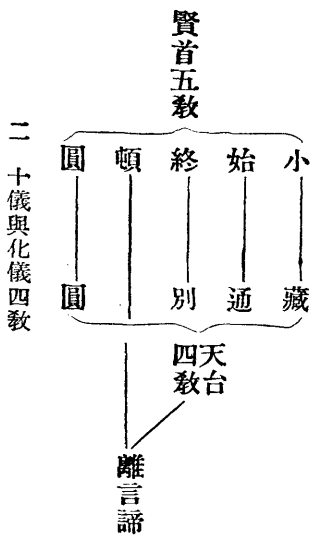 賢首五教
小 始 終 頓 圓
藏 通 別 圓
天台
四教
離言諦
二 十儀與化儀四教